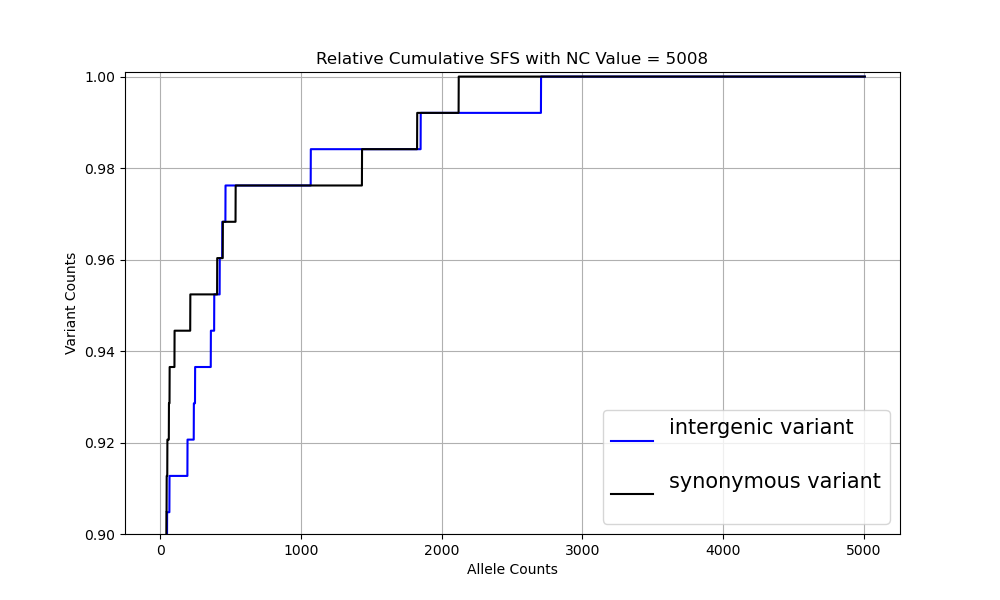 Relative Cumulative SFS with NC Value = 5008
1.00
0.98
0.96
0.94
0.92
0.90
Variant Counts
intergenic variant
synonymous variant
0
1000
2000
3000
4000
5000
Allele Counts